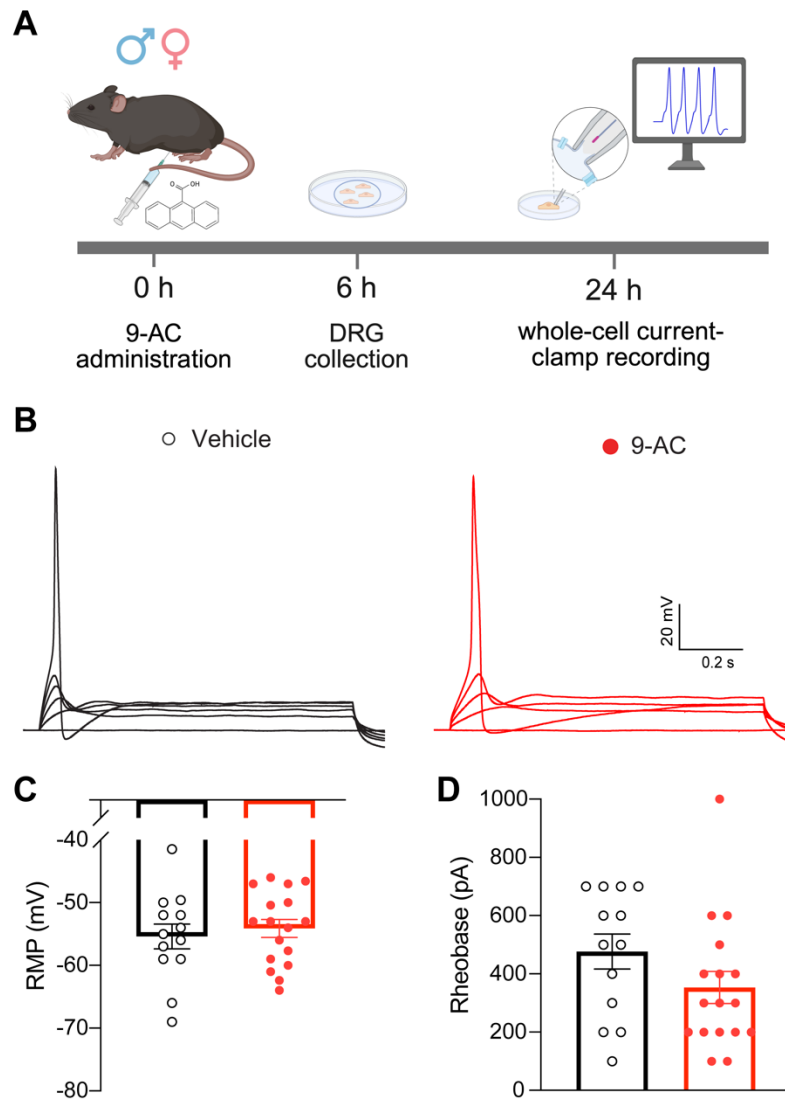 A
OH
0 h
6 h
24 h
9-AC
administration
DRG
collection
whole-cell current-
clamp recording
B
Vehicle
9-AC
20 mV
0.2 s
C
-40
-50
-60
-70
-80
RMP (mV)
D
1000
800
600
400
200
0
Rheobase (pA)